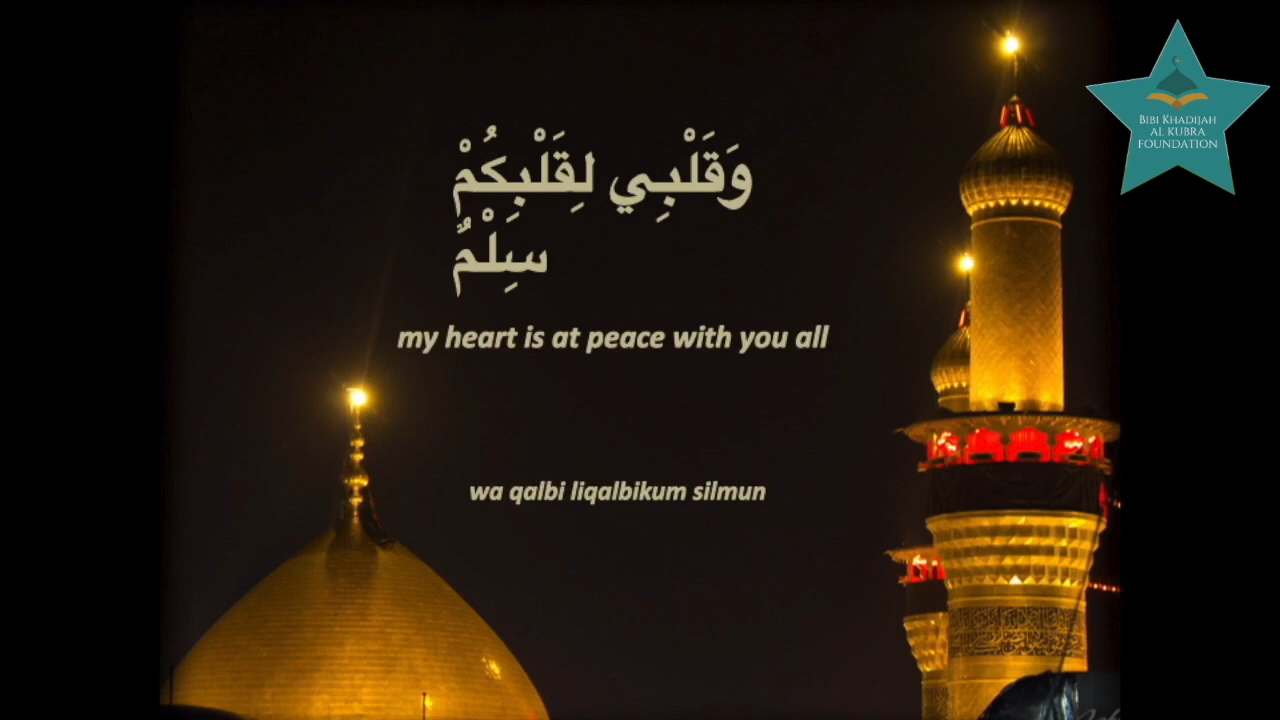 وَقَلْبِي لِقَلْبِكُمْ
سِلْمٌ
my heart is at peace with you all
wa qalbi liqalbikum silmun
BIBI KHADIJAH
AL KUBRA
FOUNDATION